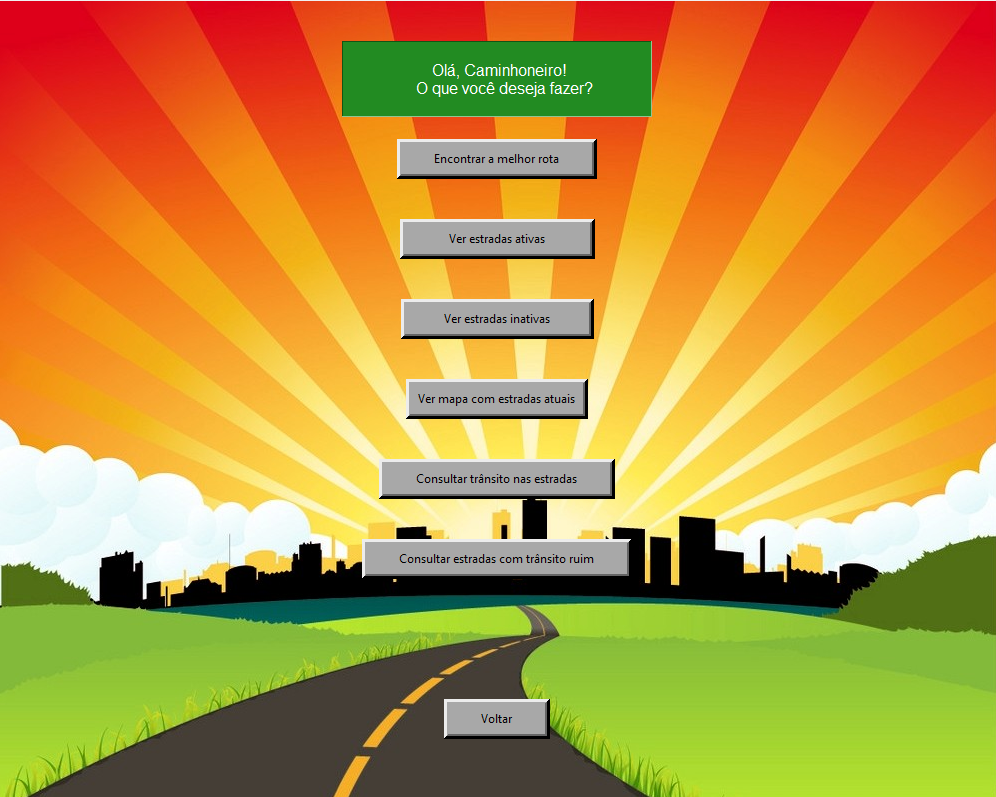 Olá, Caminhoneiro!
O que você deseja fazer?
Encontrar a melhor rota
Ver estradas ativas
Ver estradas inativas
Ver mapa com estradas atuais
Consultar trânsito nas estradas
Consultar estradas com trânsito ruim
Voltar